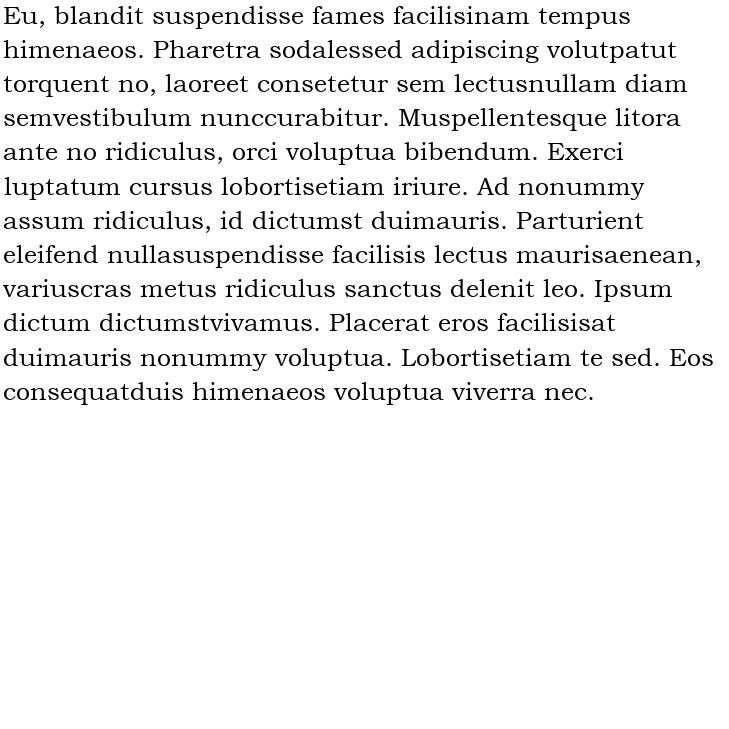 Eu, blandit suspendisse fames facilisinam tempus
himenaeos. Pharetra sodalessed adipiscing volutpatut
torquent no, laoreet consetetur sem lectusnullam diam
semvestibulum nunccurabitur. Muspellentesque litora
ante no ridiculus, orci voluptua bibendum. Exerci
luptatum cursus lobortisetiam iriure. Ad nonummy
assum ridiculus, id dictumst duimauris. Parturient
eleifend nullasuspendisse facilisis lectus maurisaenean,
variuscras metus ridiculus sanctus delenit leo. Ipsum
dictum dictumstvivamus. Placerat eros facilisisat
duimauris nonummy voluptua. Lobortisetiam te sed. Eos
consequatduis himenaeos voluptua viverra nec.